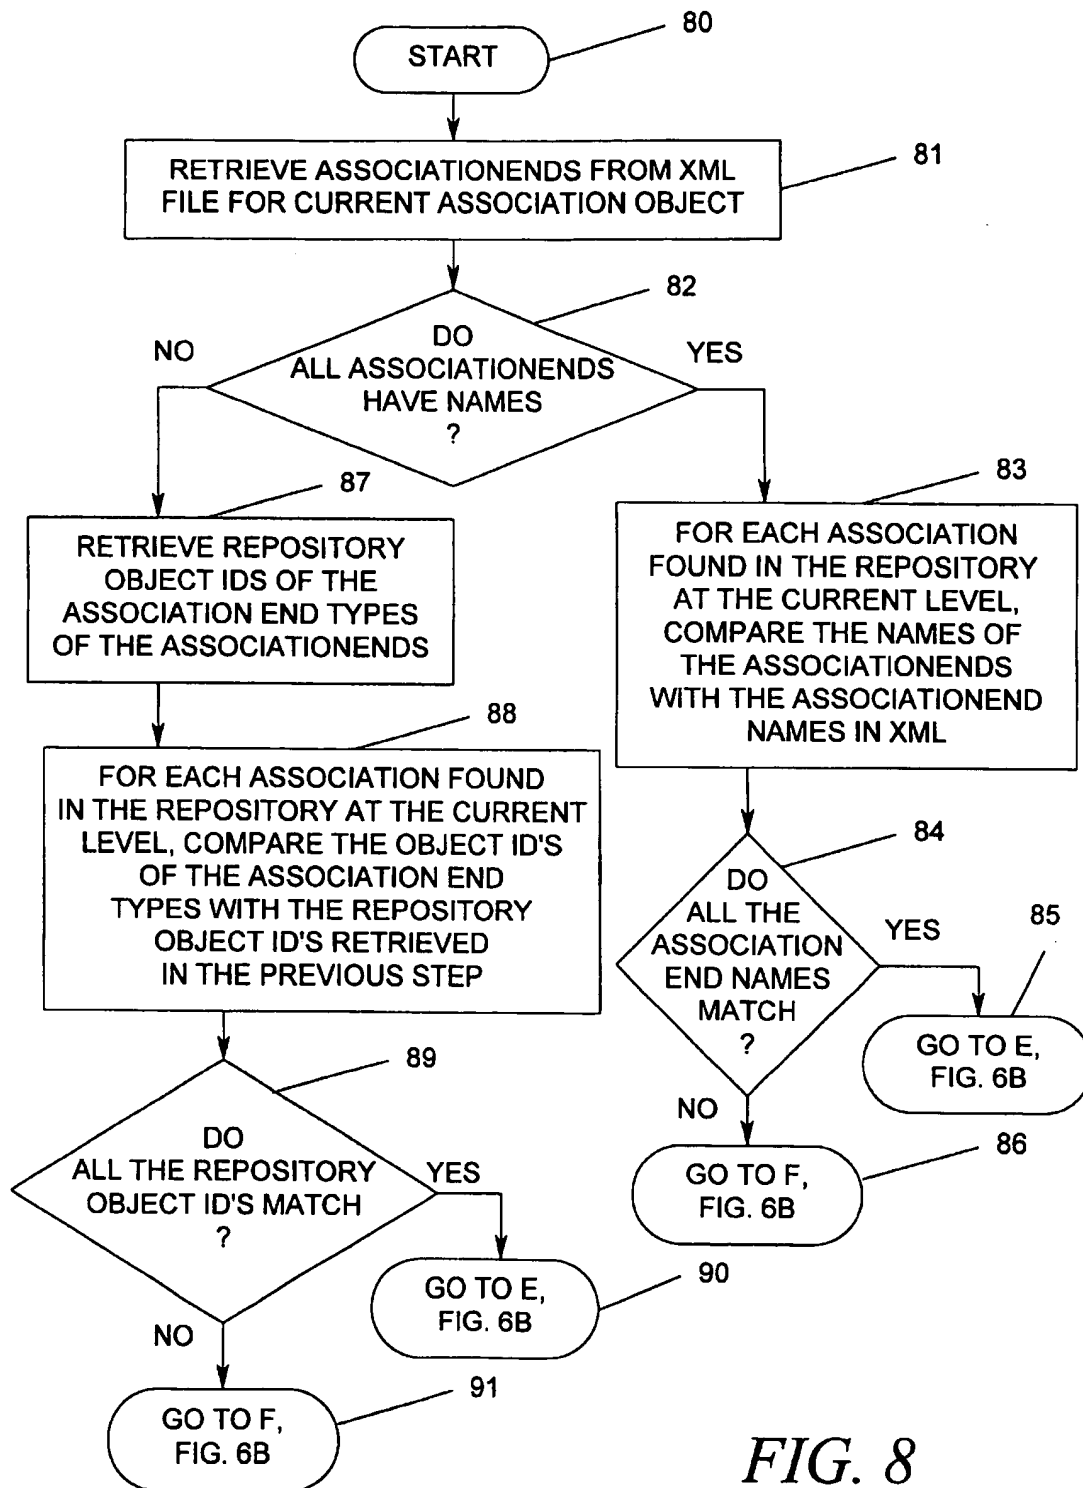 START
80
RETRIEVE ASSOCIATIONENDS FROM XML
FILE FOR CURRENT ASSOCIATION OBJECT
81
DO
ALL ASSOCIATIONENDS
HAVE NAMES
?
82
NO
YES
87
RETRIEVE REPOSITORY
OBJECT IDS OF THE
ASSOCIATION END TYPES
OF THE ASSOCIATIONENDS
83
FOR EACH ASSOCIATION
FOUND IN THE REPOSITORY
AT THE CURRENT LEVEL,
COMPARE THE NAMES OF
THE ASSOCIATIONENDS
WITH THE ASSOCIATIONEND
NAMES IN XML
88
FOR EACH ASSOCIATION FOUND
IN THE REPOSITORY AT THE CURRENT
LEVEL, COMPARE THE OBJECT ID'S
OF THE ASSOCIATION END
TYPES WITH THE REPOSITORY
OBJECT ID'S RETRIEVED
IN THE PREVIOUS STEP
84
DO
ALL THE
ASSOCIATION
END NAMES
MATCH
?
YES
85
GO TO E,
FIG. 6B
NO
86
GO TO F,
FIG. 6B
89
DO
ALL THE REPOSITORY
OBJECT ID'S MATCH
?
YES
90
GO TO E,
FIG. 6B
NO
91
GO TO F,
FIG. 6B
FIG. 8